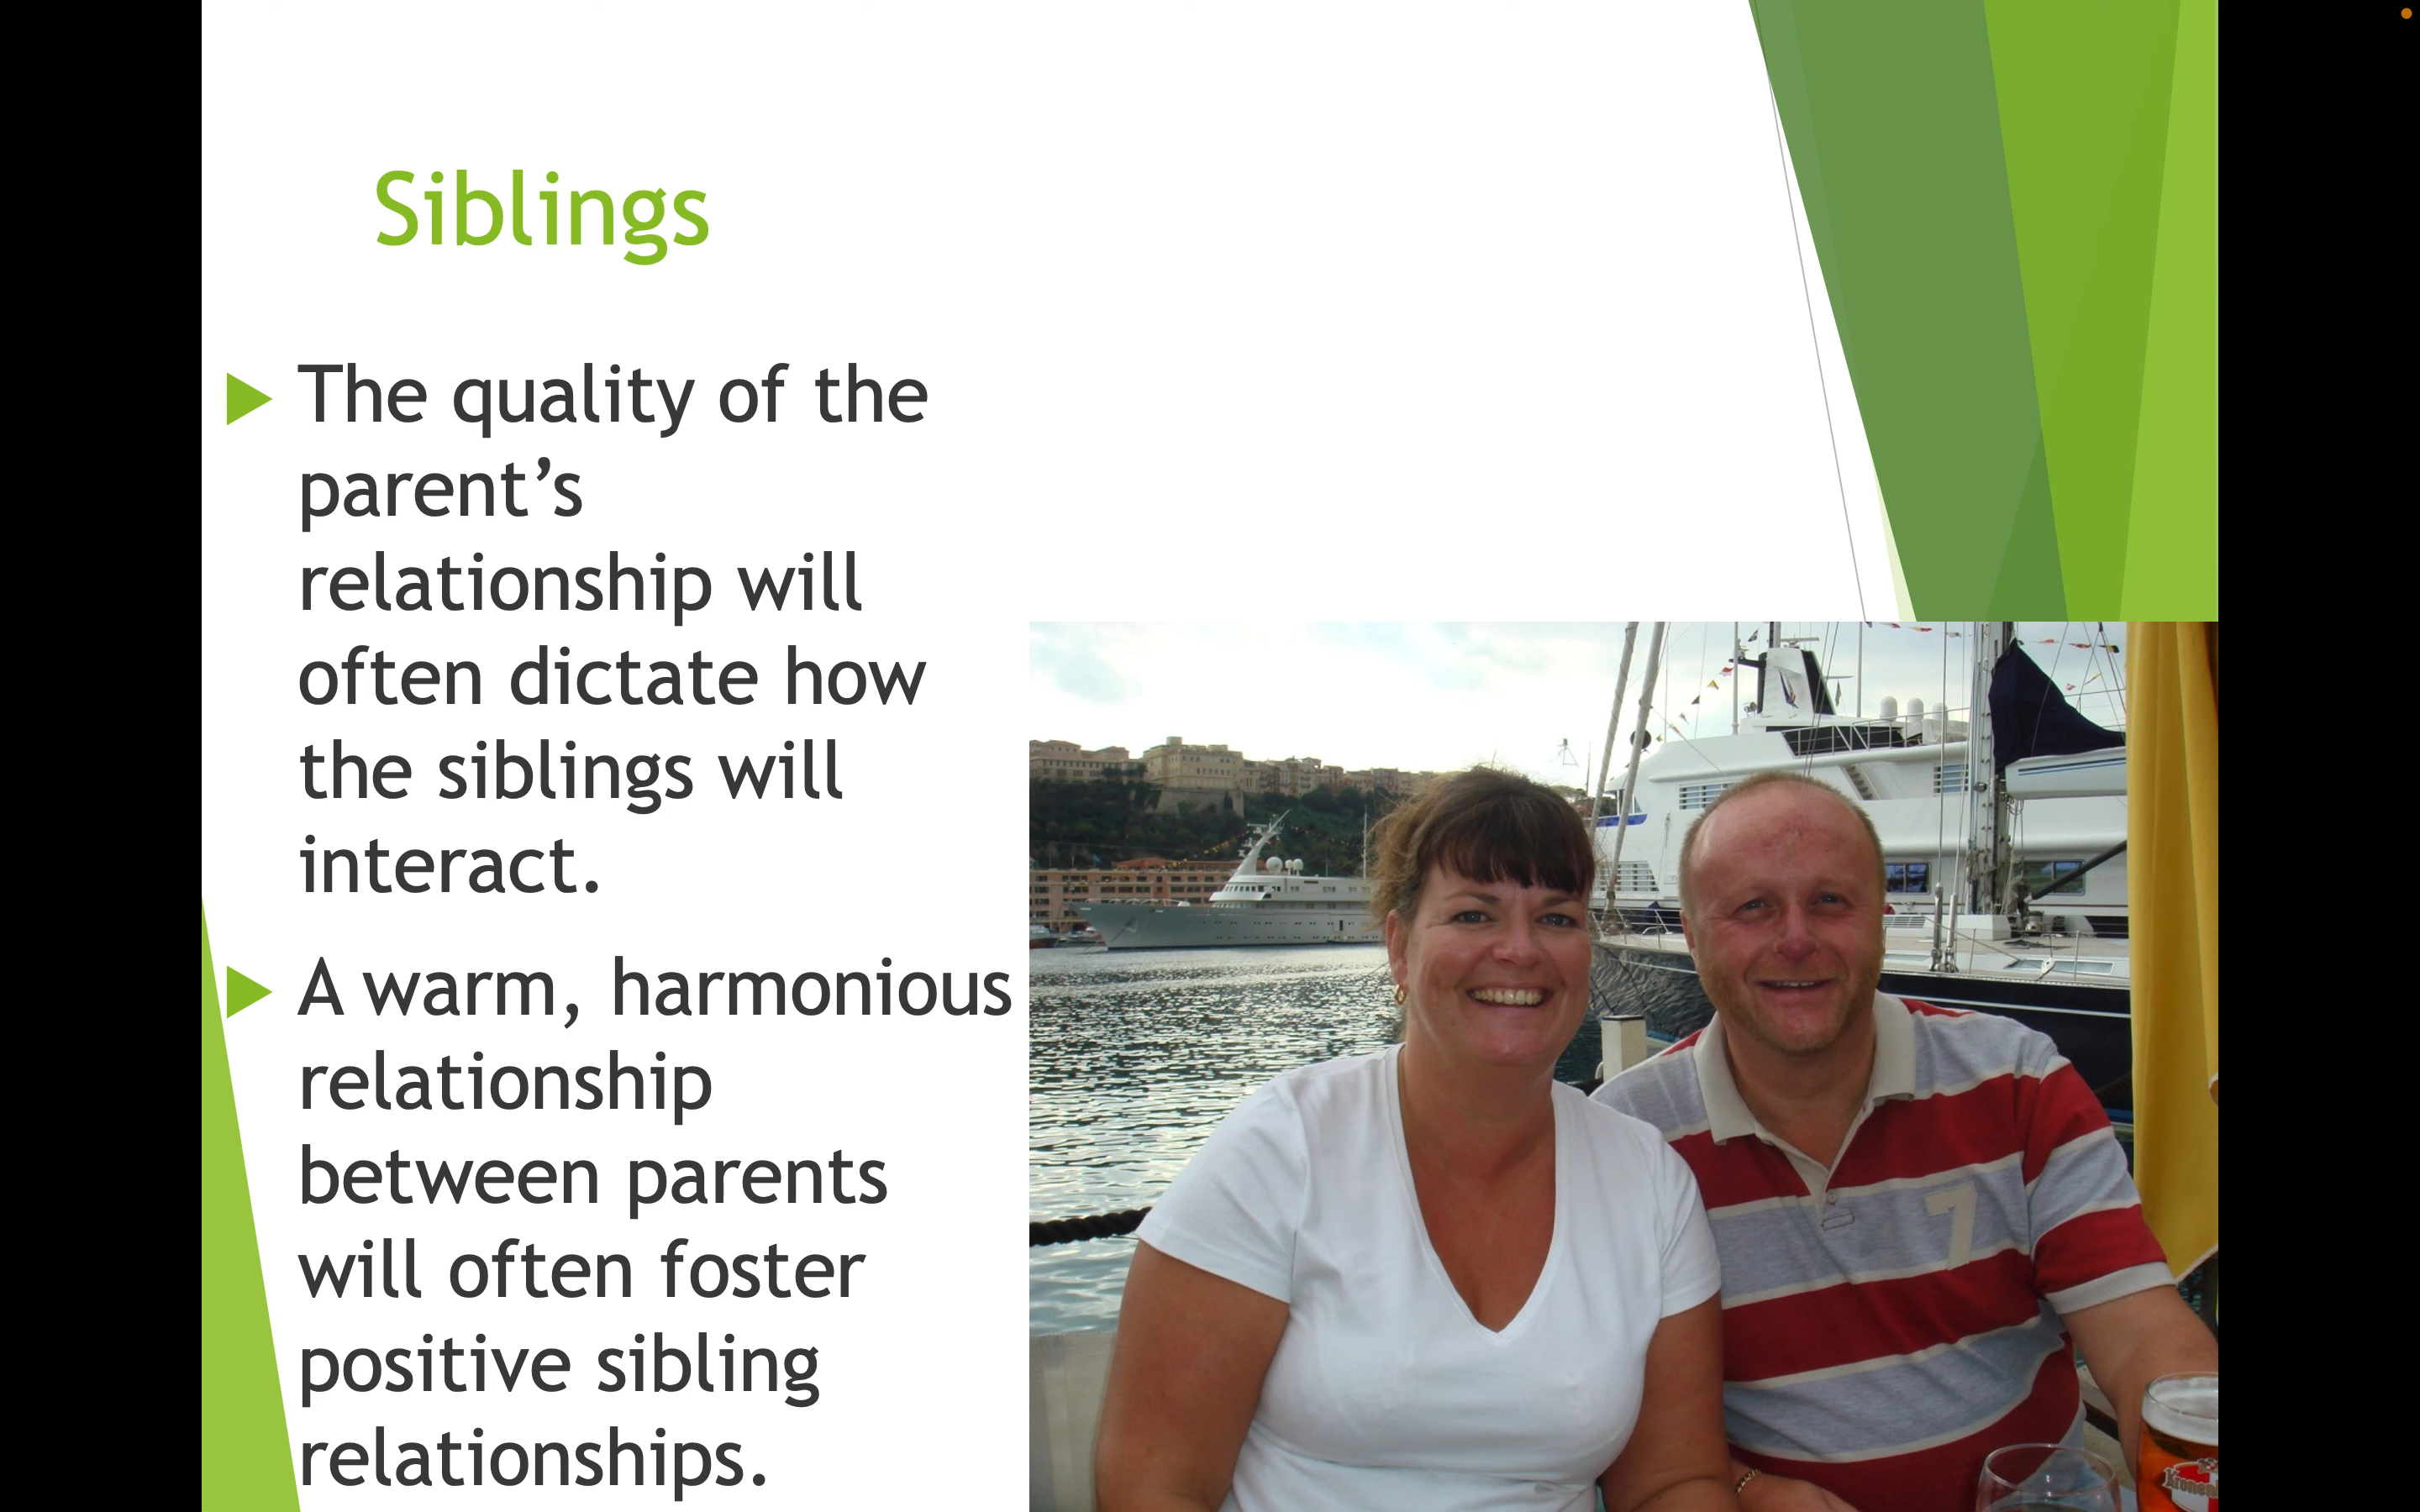 Siblings
The quality of the
parent’s
relationship will
often dictate how
the siblings will
interact.
A warm, harmonious
relationship
between parents
will often foster
positive sibling
relationships.
7